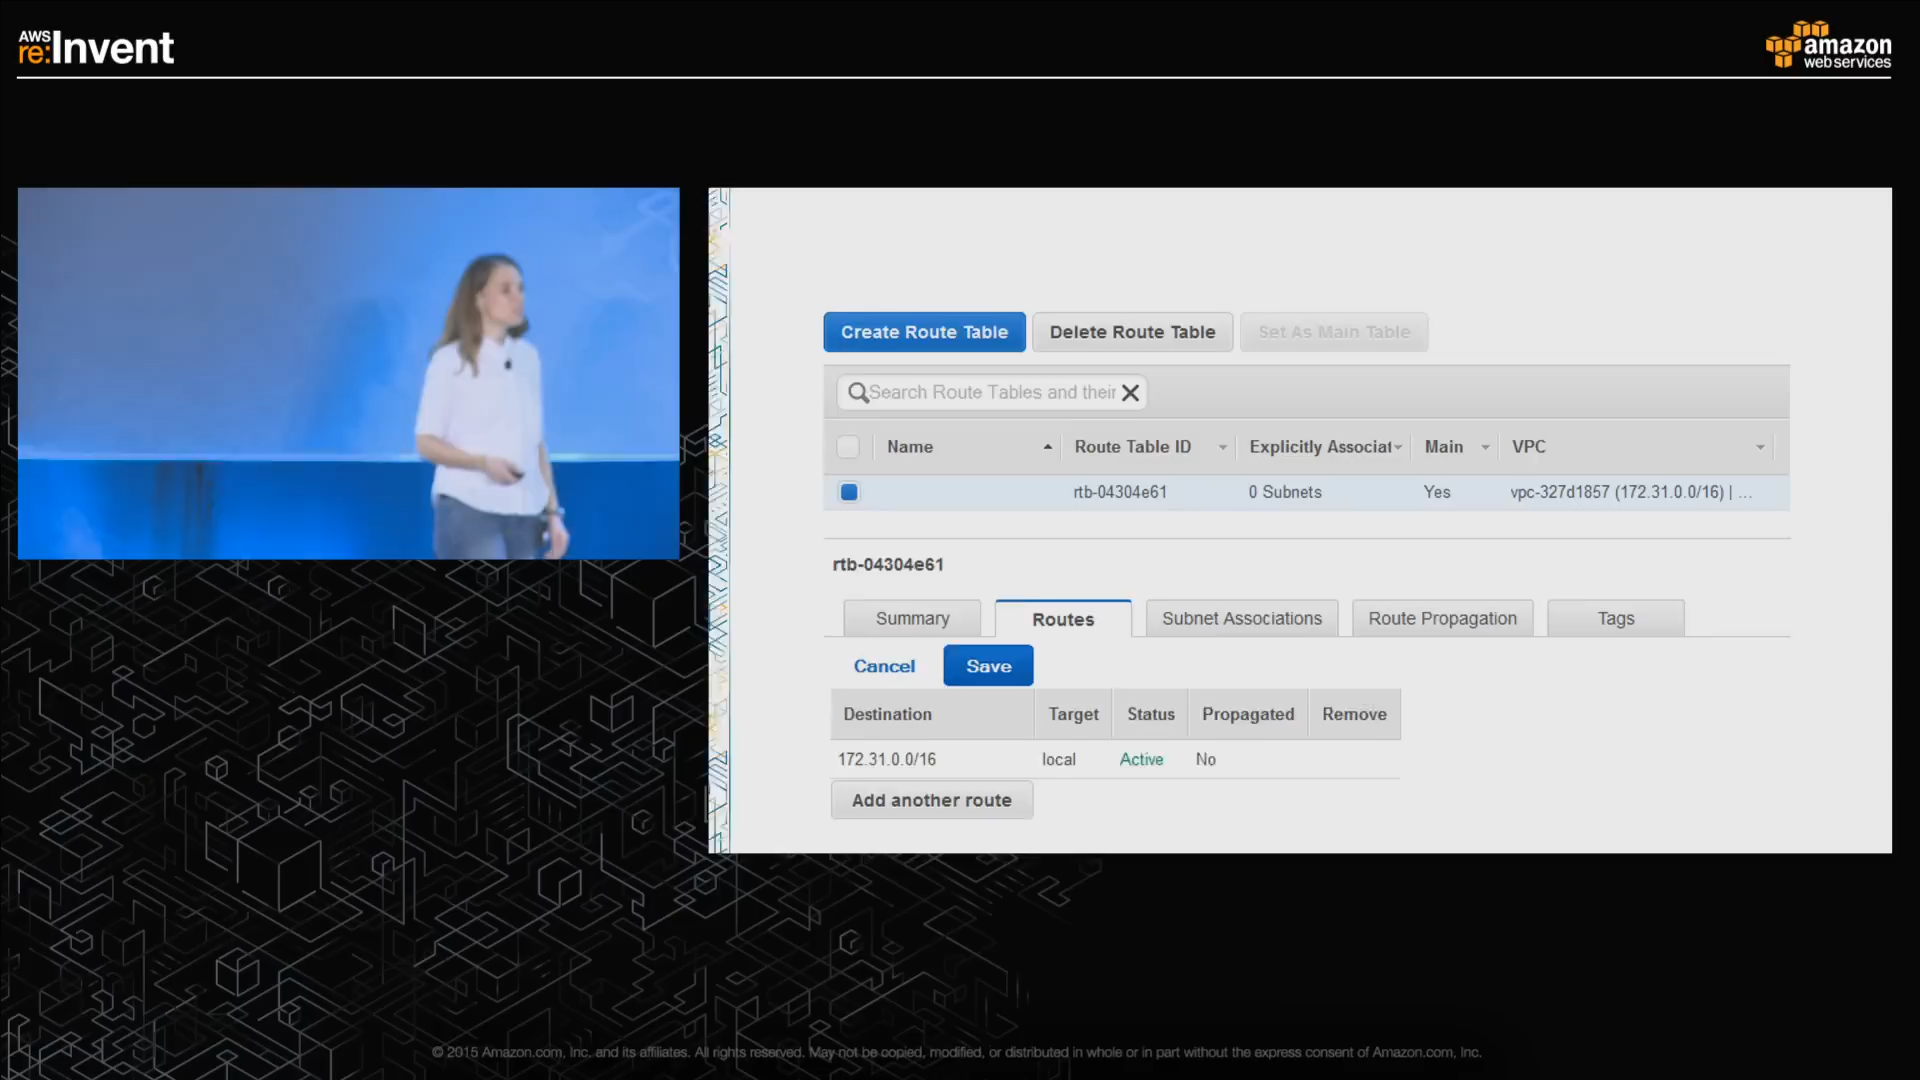 AWS
re:Invent
amazon
web services
Create Route Table
Delete Route Table
Set As Main Table
Search Route Tables and their
Name
Route Table ID
Explicitly Associat
Main
VPC
rtb-04304e61
0 Subnets
Yes
vpc-327d1857 (172.31.0.0/16) | ...
rtb-04304e61
Summary
Routes
Subnet Associations
Route Propagation
Tags
Cancel
Save
Destination
Target
Status
Propagated
Remove
172.31.0.0/16
local
Active
No
Add another route
© 2015 Amazon.com, Inc. and its affiliates. All rights reserved. May not be copied, modified, or distributed in whole or in part without the express consent of Amazon.com, Inc.